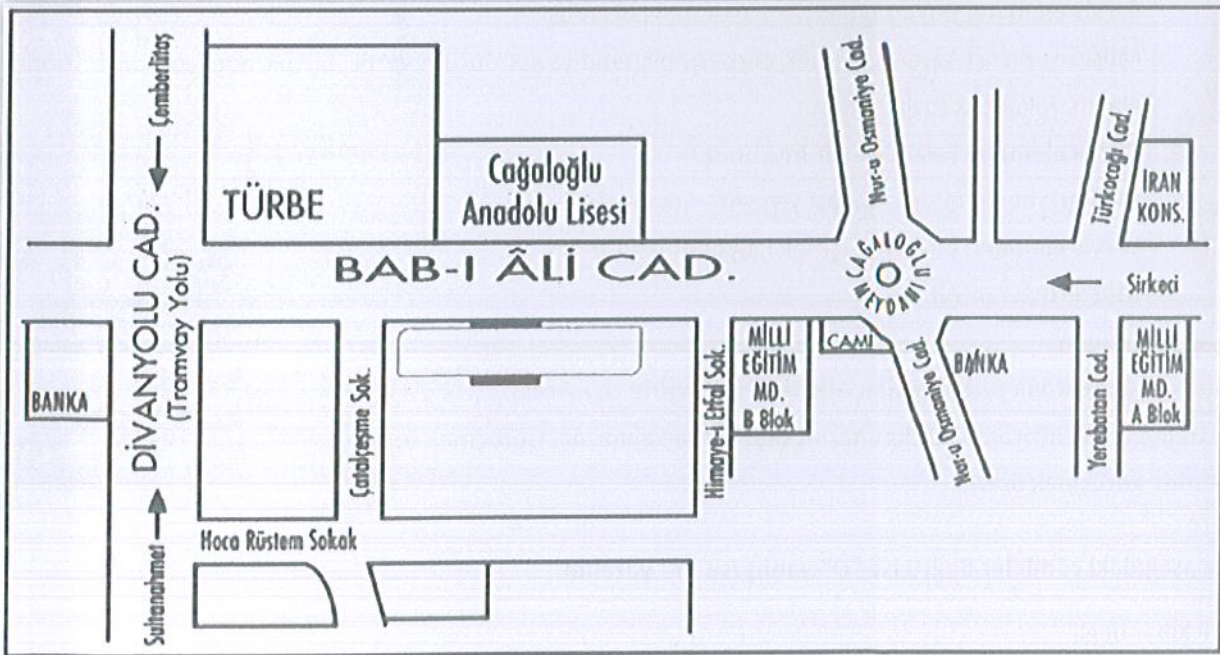 Çemberlitaş
DİVANYOLU CAD.
(Tramvay Yolu)
Sultanahmet
BANKA
TÜRBE
Cağaloğlu
Anadolu Lisesi
BAB-I ÂLİ CAD.
Nur-u Osmaniye Cad.
CAĞALOĞLU MEYDANI
Türkocağı Cad.
İRAN
KONS.
Sirkeci
Çatalçeşme Sok.
Himaye-i Etfal Sok.
MİLLİ
EĞİTİM
MD.
B Blok
CAMİ
Nur-u Osmaniye Cad.
BANKA
Yerebatan Cad.
MİLLİ
EĞİTİM
MD.
A Blok
Hoca Rüstem Sokak